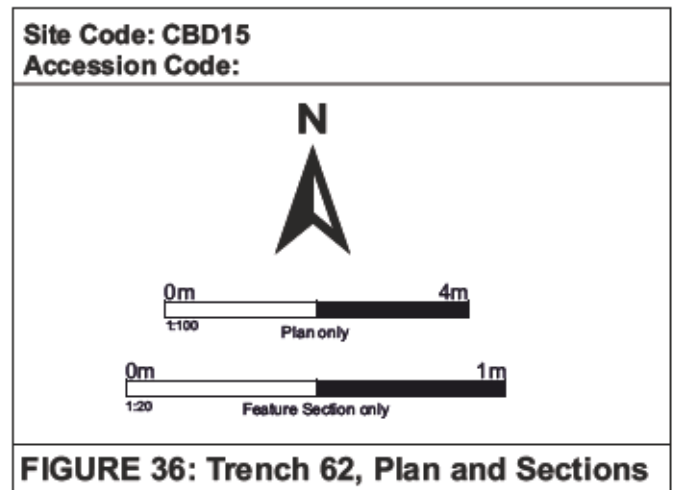 Site Code: CBD15
Accession Code:
N
0m 4m
1:100 Plan only
0m 1m
1:20 Feature Section only
FIGURE 36: Trench 62, Plan and Sections